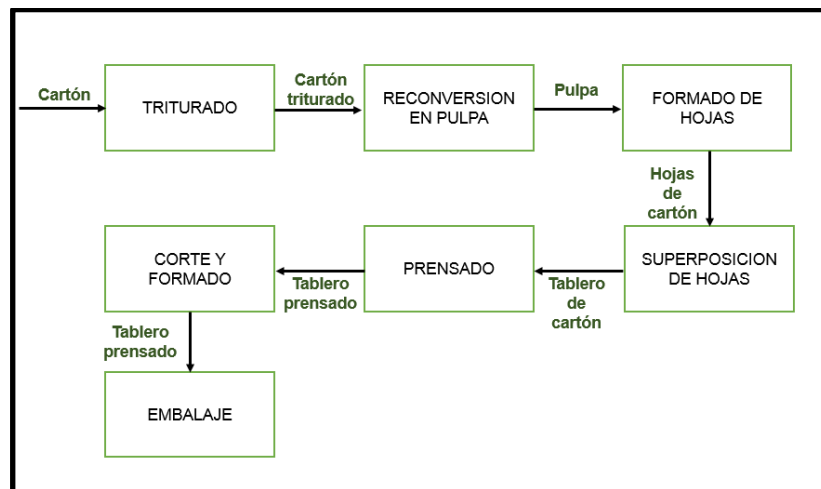 Cartón
TRITURADO
Cartón
triturado
RECONVERSION
EN PULPA
Pulpa
FORMADO DE
HOJAS
Hojas
de
cartón
SUPERPOSICION
DE HOJAS
Tablero
de
cartón
PRENSADO
Tablero
prensado
CORTE Y
FORMADO
Tablero
prensado
EMBALAJE